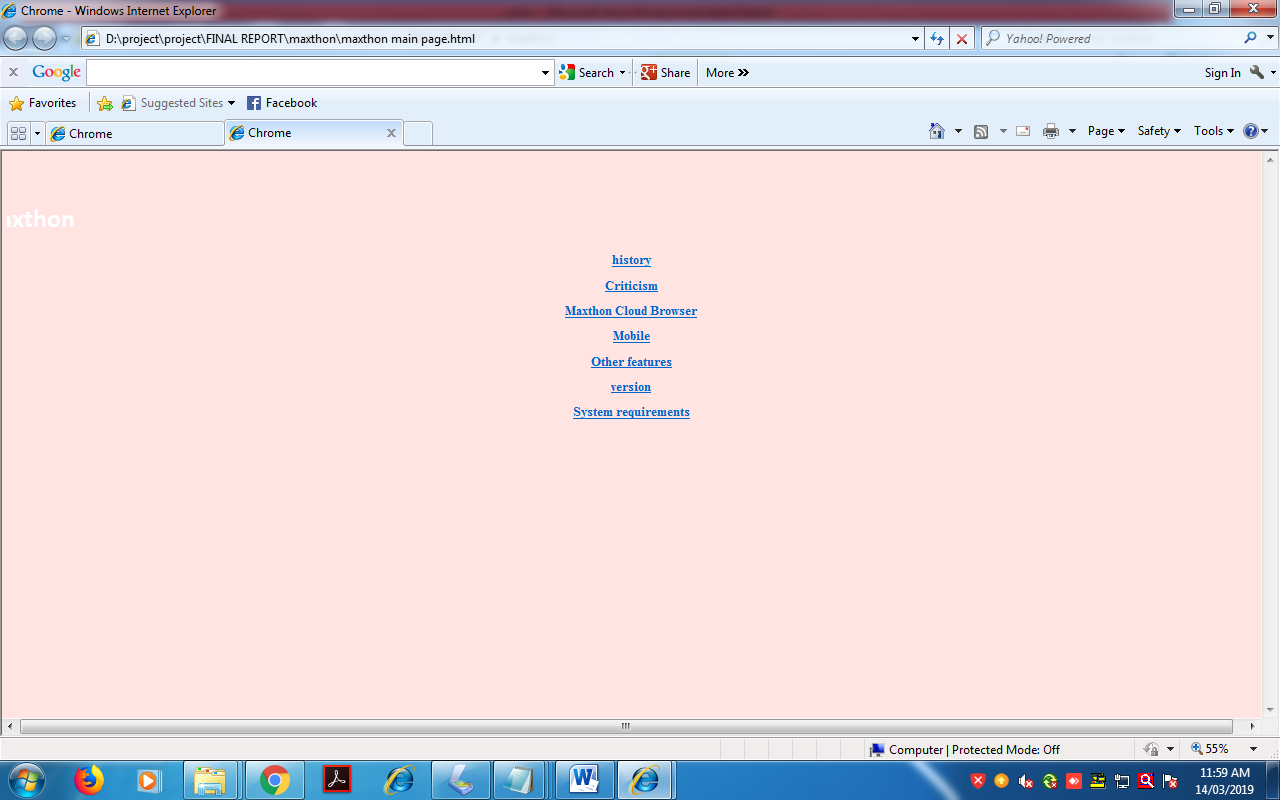 Chrome - Windows Internet Explorer
D:\project\project\FINAL REPORT\maxthon\maxthon main page.html
Yahoo! Powered
x Google Search Share More » Sign In
Favorites Suggested Sites Facebook
Chrome Chrome x Page Safety Tools
axthon
history
Criticism
Maxthon Cloud Browser
Mobile
Other features
version
System requirements
Computer | Protected Mode: Off 55%
11:59 AM
14/03/2019